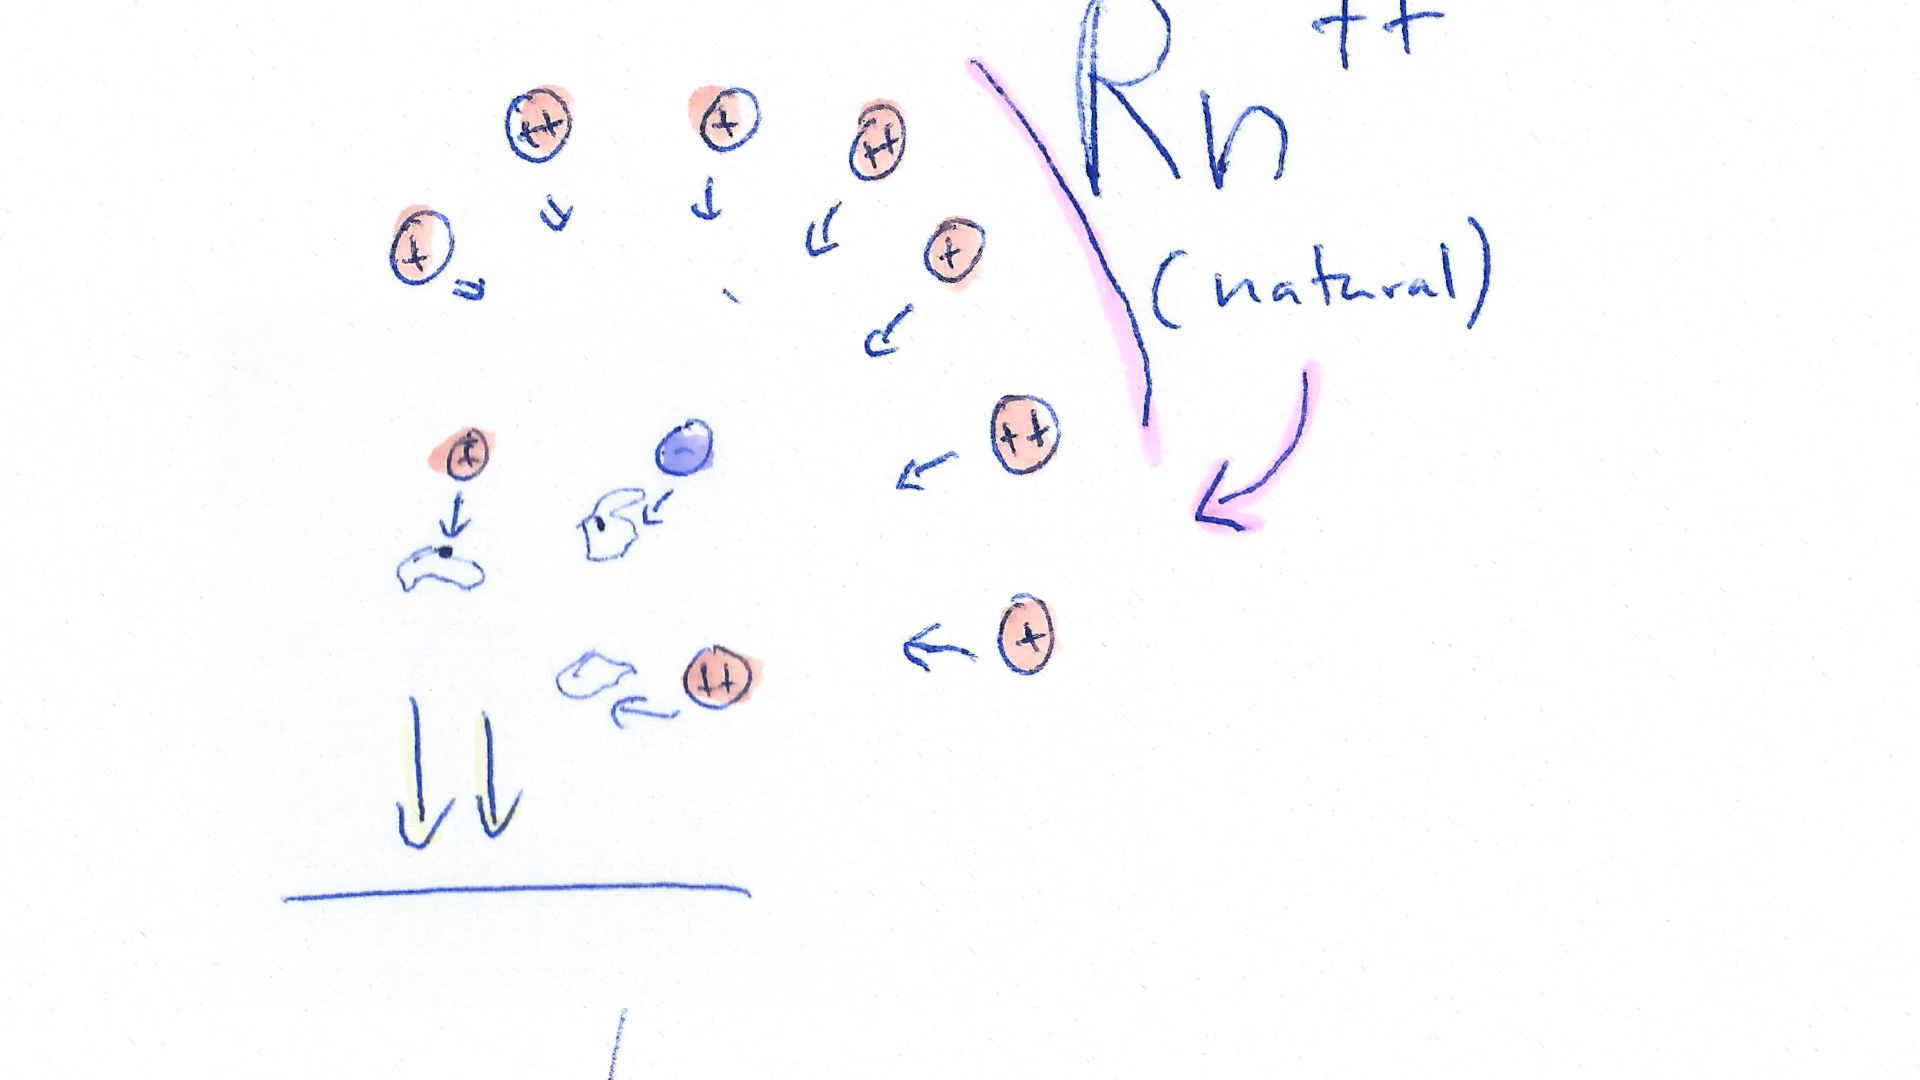 Rn ++
++ + ++
+ +
+ - ++
++ +
(natural)